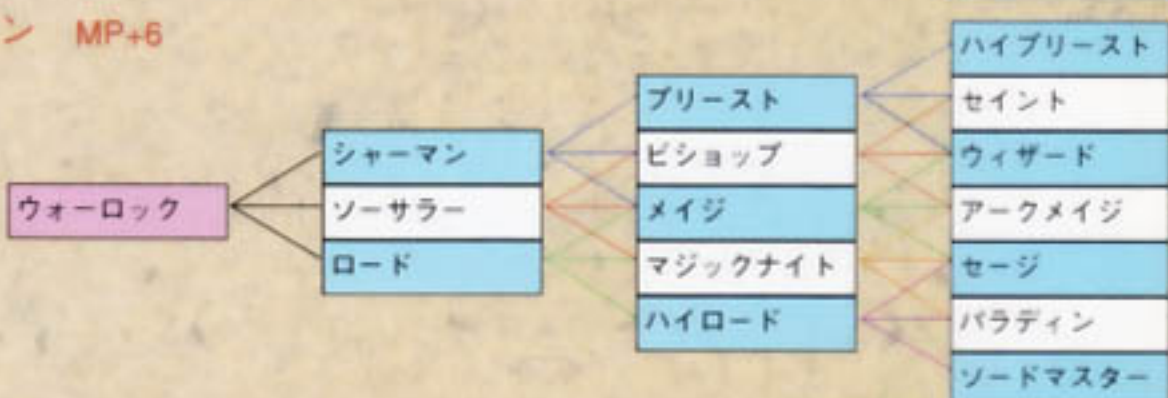 ン MP+6
ウォーロック
シャーマン
ソーサラー
ロード
プリースト
ビショップ
メイジ
マジックナイト
ハイロード
ハイプリースト
セイント
ウィザード
アークメイジ
セージ
パラディン
ソードマスター